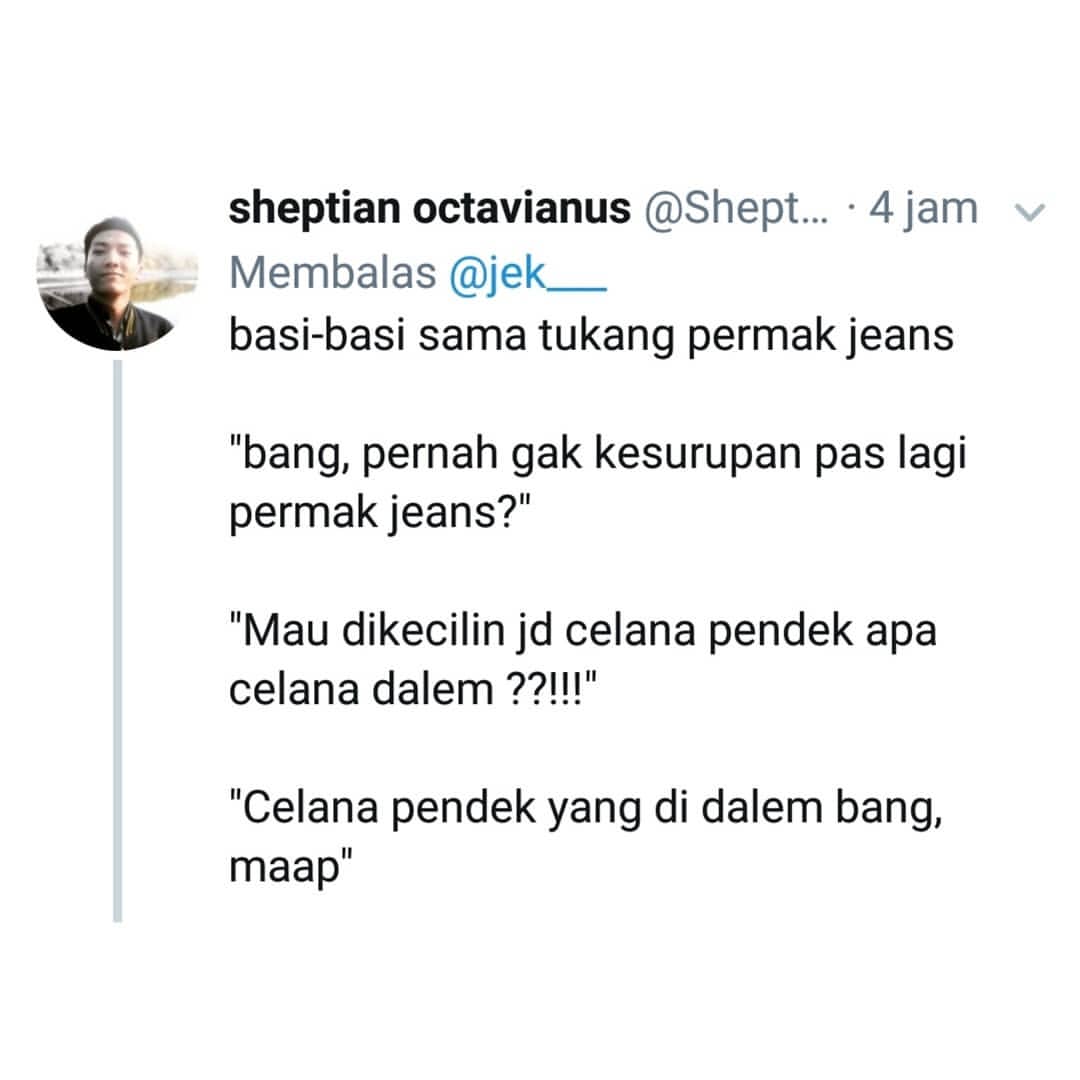 sheptian octavianus @Shept... · 4 jam
Membalas @jek___
basi-basi sama tukang permak jeans
"bang, pernah gak kesurupan pas lagi
permak jeans?"
"Mau dikecilin jd celana pendek apa
celana dalem ??!!!"
"Celana pendek yang di dalem bang,
maap"